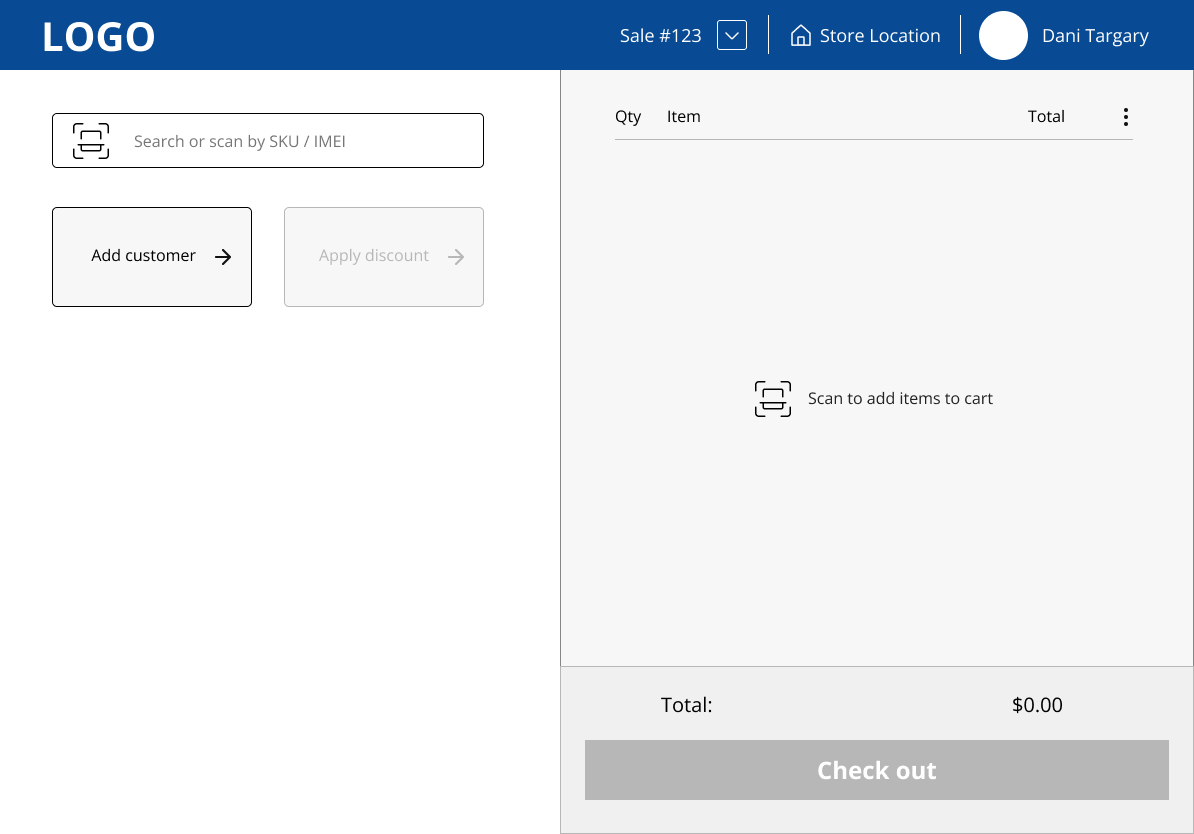 LOGO
Sale #123
Store Location
Dani Targary
Search or scan by SKU / IMEI
Add customer
Apply discount
Qty Item Total
Scan to add items to cart
Total: $0.00
Check out